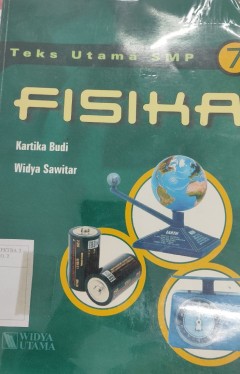 Teks Utama SMP 7
FISIKA
Kartika Budi
Widya Sawitar
WIDYA
UTAMA